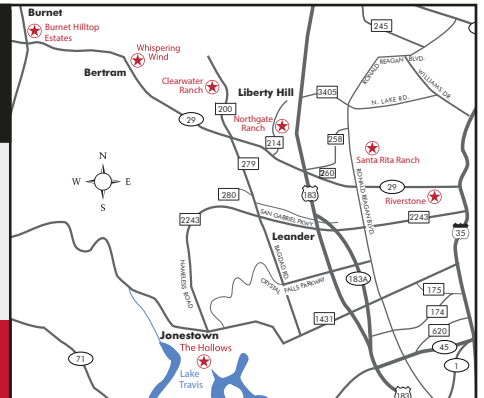 Burnet
Burnet Hilltop
Estates
245
Whispering
Wind
Bertram
RONALD REAGAN BLVD.
WILLIAMS DR.
Clearwater
Ranch
Liberty Hill
3405
N. LAKE RD.
200
29
Northgate
Ranch
258
214
Santa Rita Ranch
279
260
N
W
E
S
RONALD REAGAN BLVD.
29
183
280
Riverstone
2243
SAN GABRIEL PKWY
2243
35
Leander
BAGDAD RD.
NAMELESS ROAD
183A
CRYSTAL FALLS PARKWAY
175
174
1431
620
Jonestown
The Hollows
45
71
1
Lake
Travis
183